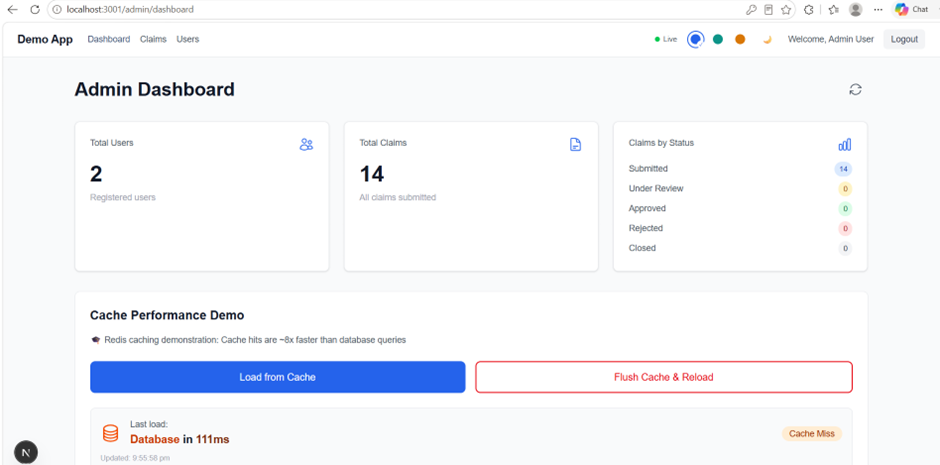 localhost:3001/admin/dashboard
Chat
Demo App Dashboard Claims Users Live Welcome, Admin User Logout
Admin Dashboard
Total Users
2
Registered users
Total Claims
14
All claims submitted
Claims by Status
Submitted 14
Under Review 0
Approved 0
Rejected 0
Closed 0
Cache Performance Demo
Redis caching demonstration: Cache hits are ~8x faster than database queries
Load from Cache
Flush Cache & Reload
Last load:
Database in 111ms
Cache Miss
Updated: 9:55:58 pm
N